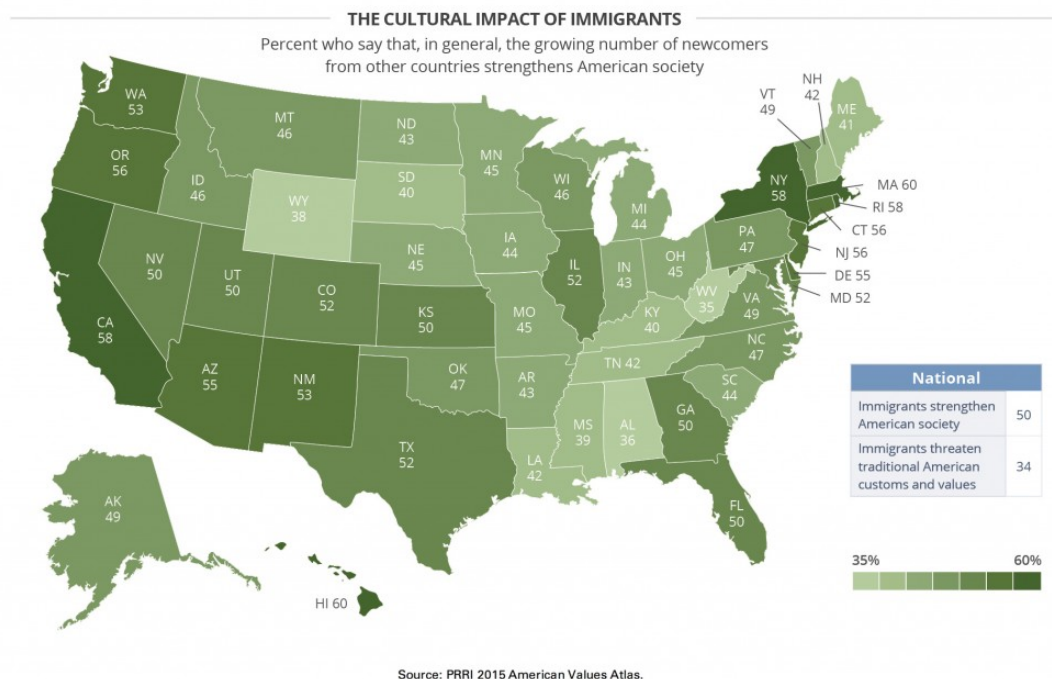 THE CULTURAL IMPACT OF IMMIGRANTS
Percent who say that, in general, the growing number of newcomers
from other countries strengthens American society
WA
53
OR
56
CA
58
NV
50
ID
46
MT
46
WY
38
UT
50
CO
52
AZ
55
NM
53
ND
43
SD
40
NE
45
KS
50
OK
47
TX
52
MN
45
IA
44
MO
45
AR
43
LA
42
WI
46
IL
52
MI
44
IN
43
OH
45
KY
40
TN 42
MS
39
AL
36
GA
50
FL
50
SC
44
NC
47
VA
49
WV
35
PA
47
NY
58
VT
49
NH
42
ME
41
MA 60
RI 58
CT 56
NJ 56
DE 55
MD 52
AK
49
HI 60
National
Immigrants strengthen
American society
50
Immigrants threaten
traditional American
customs and values
34
35%
60%
Source: PRRI 2015 American Values Atlas.